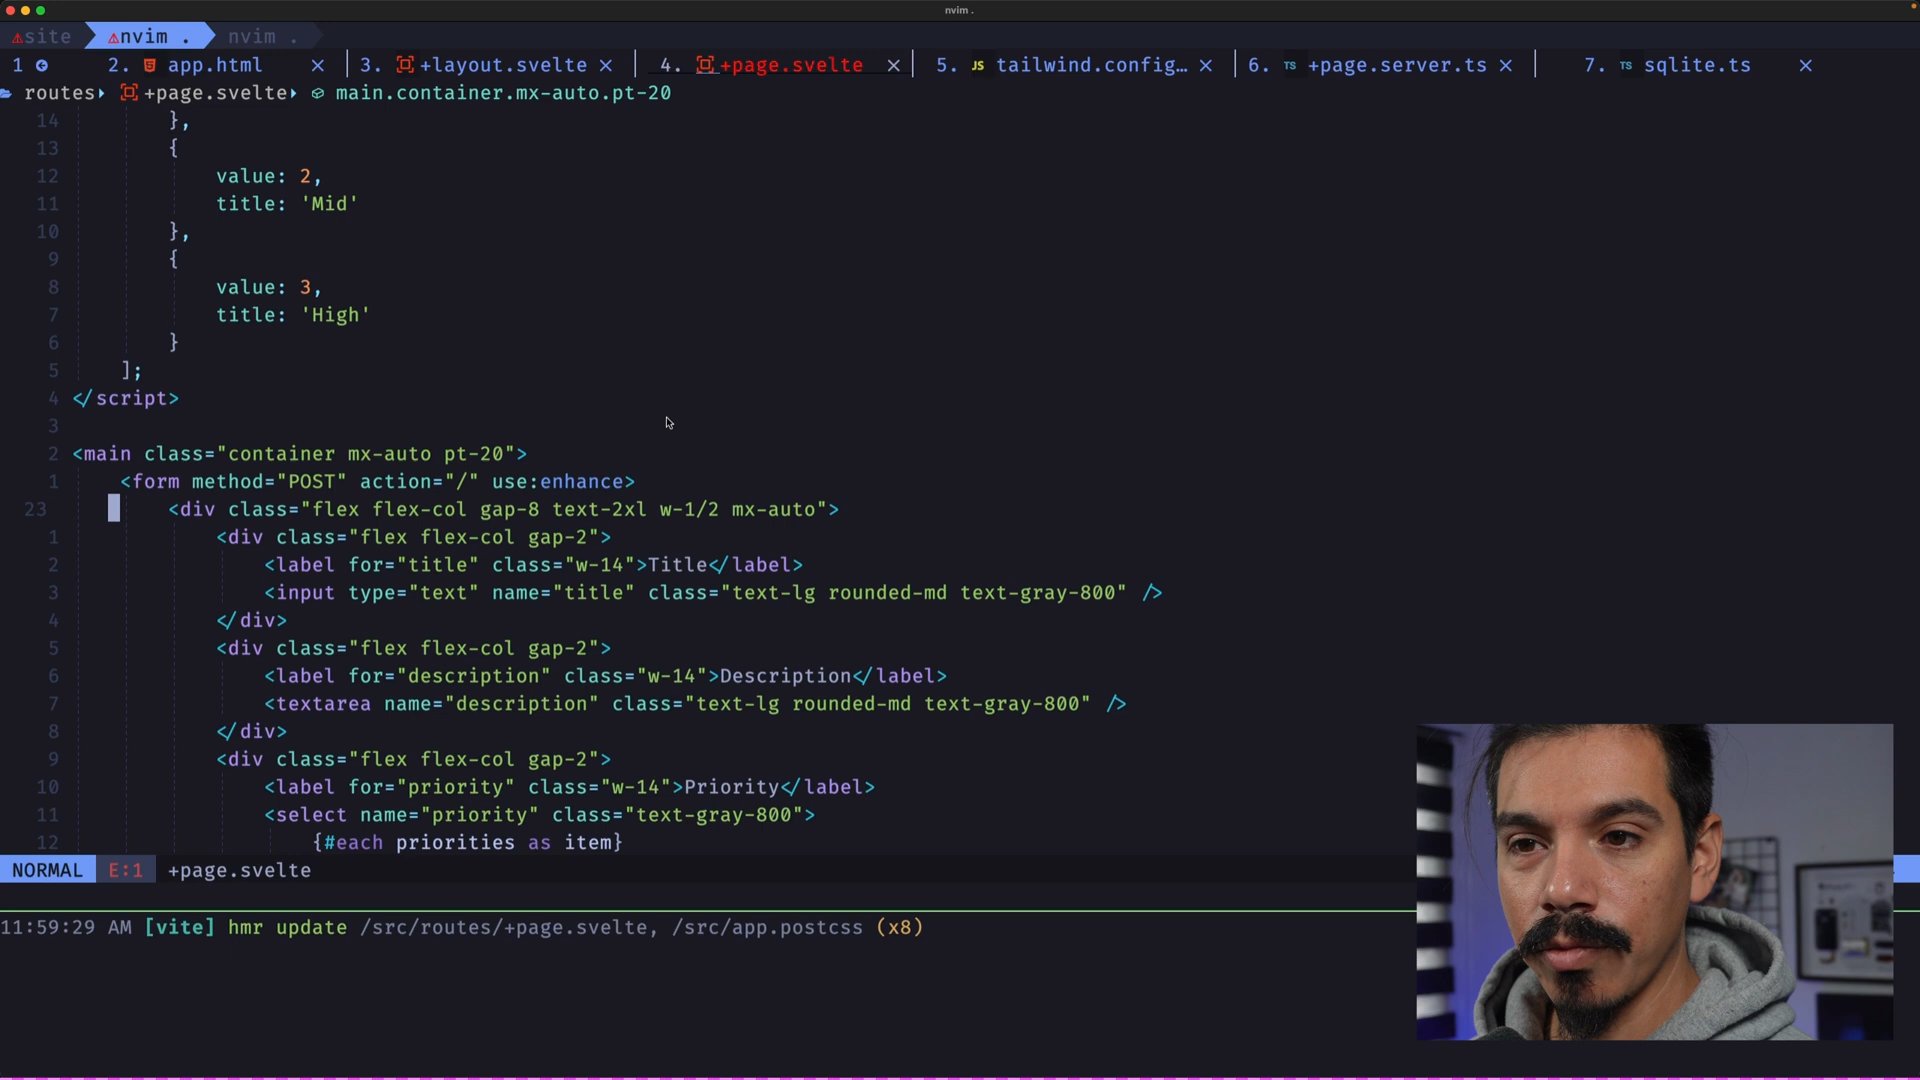 nvim .
site nvim . nvim .
1 2. app.html 3. +layout.svelte 4. +page.svelte 5. JS tailwind.config… 6. TS +page.server.ts 7. TS sqlite.ts
routes +page.svelte main.container.mx-auto.pt-20
14 },
13 {
12 value: 2,
11 title: 'Mid'
10 },
9 {
8 value: 3,
7 title: 'High'
6 }
5 ];
4 </script>
3
2 <main class="container mx-auto pt-20">
1 <form method="POST" action="/" use:enhance>
23 <div class="flex flex-col gap-8 text-2xl w-1/2 mx-auto">
1 <div class="flex flex-col gap-2">
2 <label for="title" class="w-14">Title</label>
3 <input type="text" name="title" class="text-lg rounded-md text-gray-800" />
4 </div>
5 <div class="flex flex-col gap-2">
6 <label for="description" class="w-14">Description</label>
7 <textarea name="description" class="text-lg rounded-md text-gray-800" />
8 </div>
9 <div class="flex flex-col gap-2">
10 <label for="priority" class="w-14">Priority</label>
11 <select name="priority" class="text-gray-800">
12 {#each priorities as item}
NORMAL E:1 +page.svelte
11:59:29 AM [vite] hmr update /src/routes/+page.svelte, /src/app.postcss (x8)